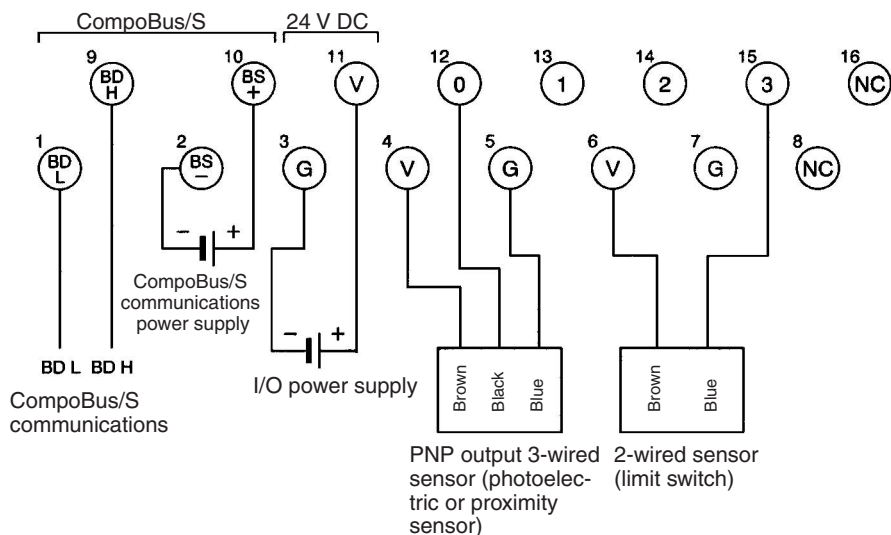 CompoBus/S 24 V DC
9 10 11 12 13 14 15 16
BD H BS + V 0 1 2 3 NC
1 2 3 4 5 6 7 8
BD L BS – G V G V G NC
– +
CompoBus/S
communications
power supply
– +
BD L BD H
I/O power supply
CompoBus/S
communications
Brown Black Blue
Brown Blue
PNP output 3-wired
sensor (photoelec-
tric or proximity
sensor)
2-wired sensor
(limit switch)